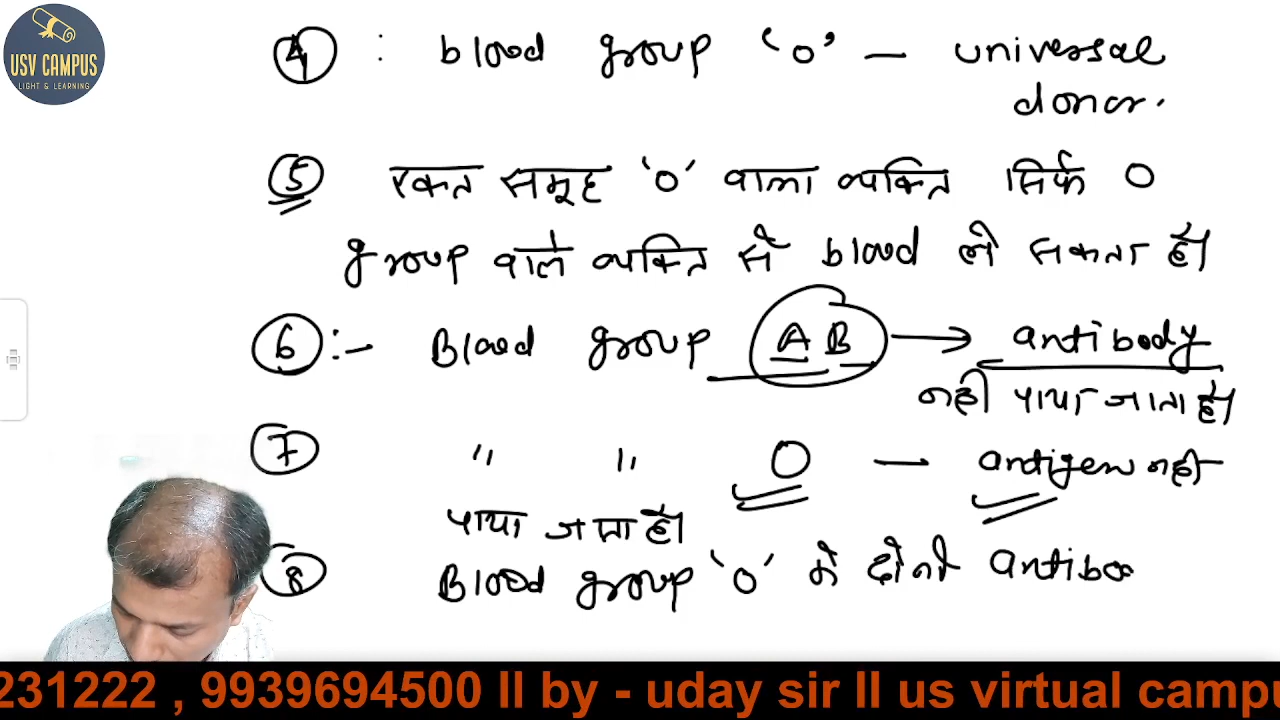 USV CAMPUS
LIGHT & LEARNING
4 : blood group 'o' — universal
donor.
5 रक्त समूह 'o' वाला व्यक्ति सिर्फ O
group वाले व्यक्ति से blood ले सकता है।
6 :- Blood group AB → antibody
नहीं पाया जाता है।
7 " " O — antigen नहीं
पाया जाता है।
8 Blood group 'o' में दोनो antibo
231222 , 9939694500 ll by - uday sir ll us virtual campu